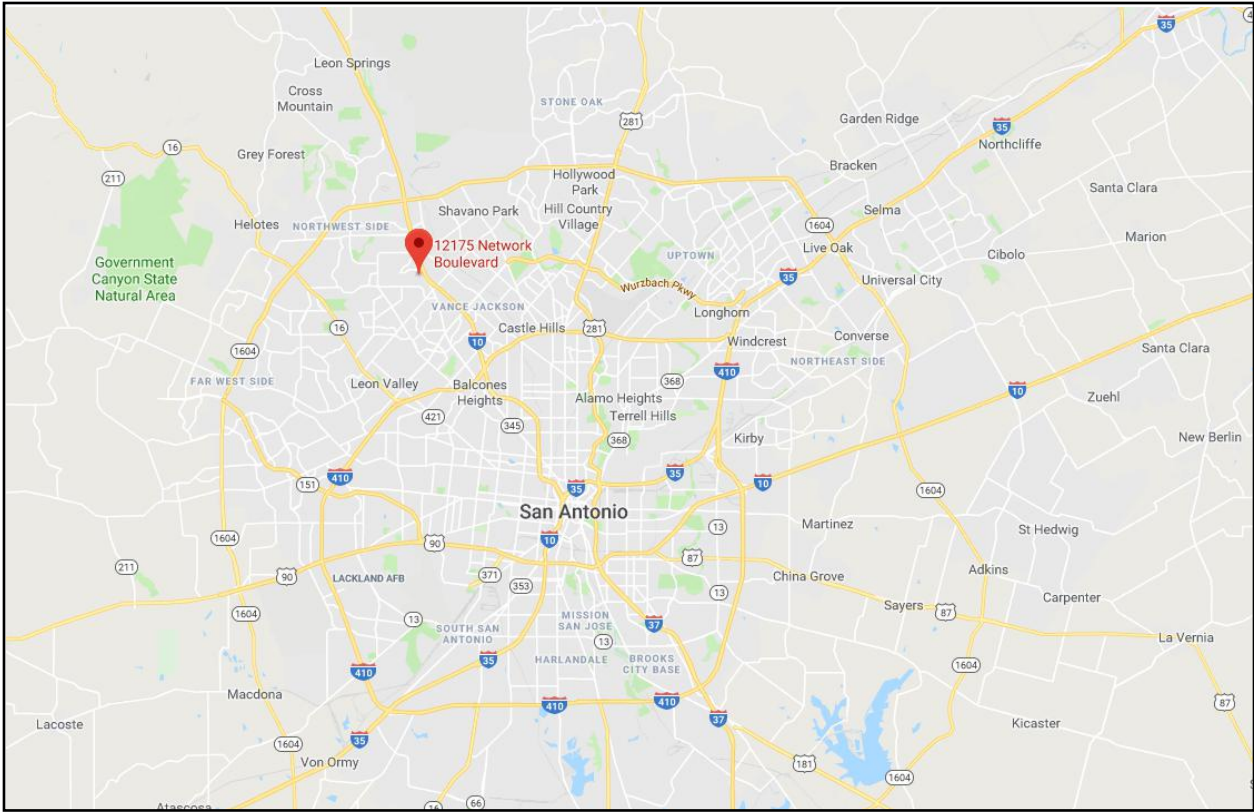 35
Leon Springs
Cross
Mountain
STONE OAK
281
Garden Ridge
35
Northcliffe
16
Grey Forest
Bracken
211
Hollywood
Park
Santa Clara
Helotes
NORTHWEST SIDE
Shavano Park
Hill Country
Village
Selma
1604
Marion
12175 Network
Boulevard
Live Oak
UPTOWN
Cibolo
Government
Canyon State
Natural Area
35
Universal City
Wurzbach Pkwy
VANCE JACKSON
Longhorn
16
Castle Hills
281
10
Windcrest
Converse
1604
NORTHEAST SIDE
Santa Clara
FAR WEST SIDE
Leon Valley
Balcones
Heights
368
410
10
Alamo Heights
Zuehl
421
345
Terrell Hills
368
Kirby
New Berlin
410
151
35
35
10
1604
San Antonio
13
Martinez
St Hedwig
1604
10
90
87
211
90
LACKLAND AFB
371
353
China Grove
Adkins
13
Carpenter
1604
13
Sayers
87
MISSION
SAN JOSE
37
SOUTH SAN
ANTONIO
13
La Vernia
35
HARLANDALE
BROOKS
CITY BASE
1604
410
Macdona
410
410
87
Lacoste
37
Kicaster
1604
35
Von Ormy
181
1604
Atascosa
16
66